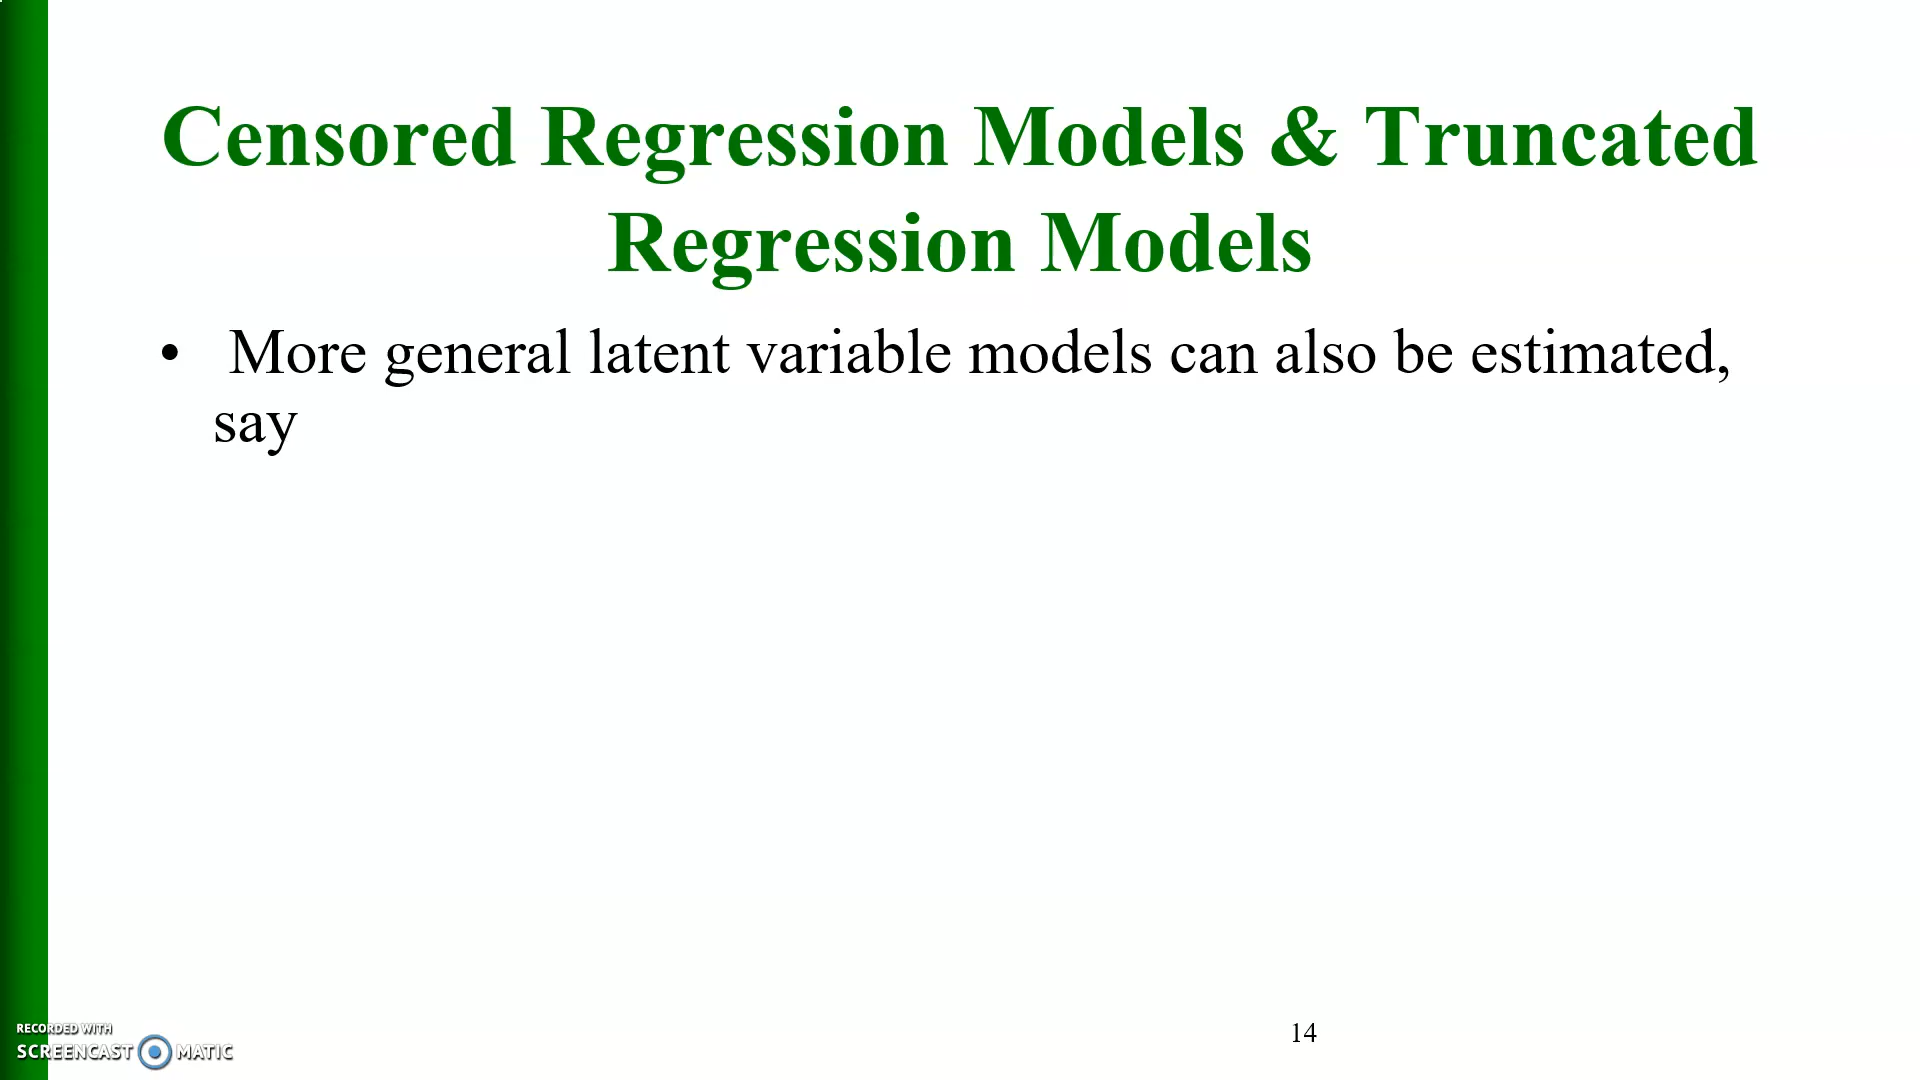 Censored Regression Models & Truncated
Regression Models
• More general latent variable models can also be estimated,
say
RECORDED WITH
SCREENCAST MATIC
14